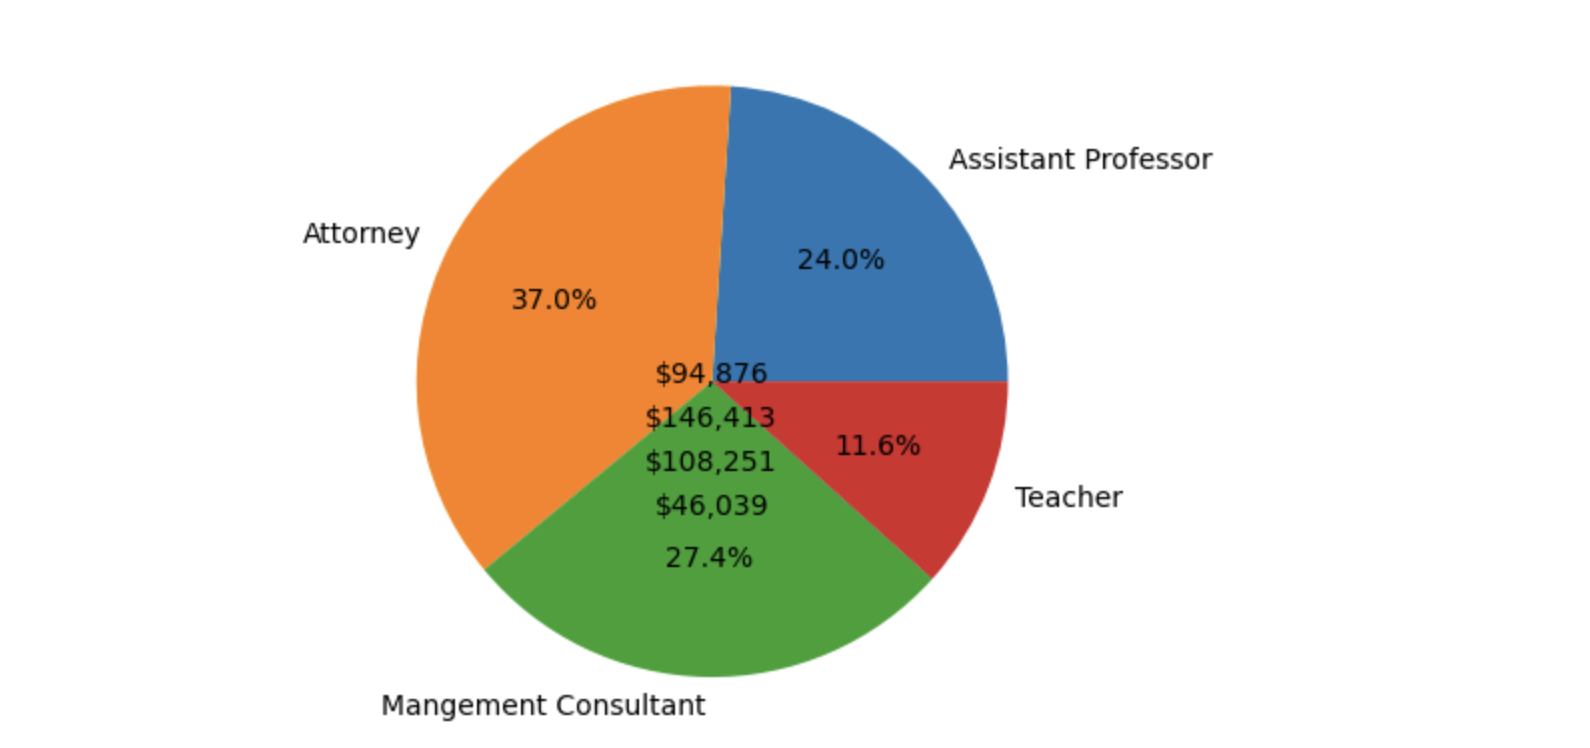 Assistant Professor
Attorney
24.0%
37.0%
$94,876
$146,413
11.6%
$108,251
Teacher
$46,039
27.4%
Mangement Consultant